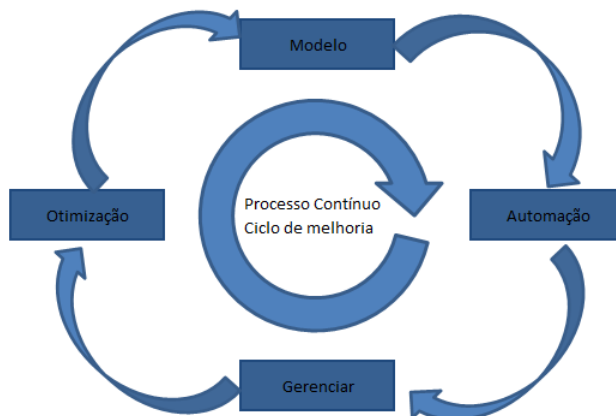 Modelo
Otimização
Processo Contínuo
Ciclo de melhoria
Automação
Gerenciar